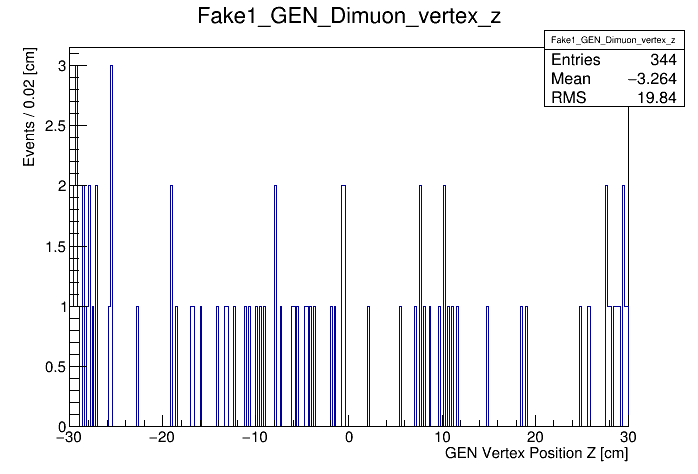 Fake1_GEN_Dimuon_vertex_z
Fake1_GEN_Dimuon_vertex_z
Entries 344
Mean −3.264
RMS 19.84
Events / 0.02 [cm]
3
2.5
2
1.5
1
0.5
0
−30 −20 −10 0 10 20 30
GEN Vertex Position Z [cm]